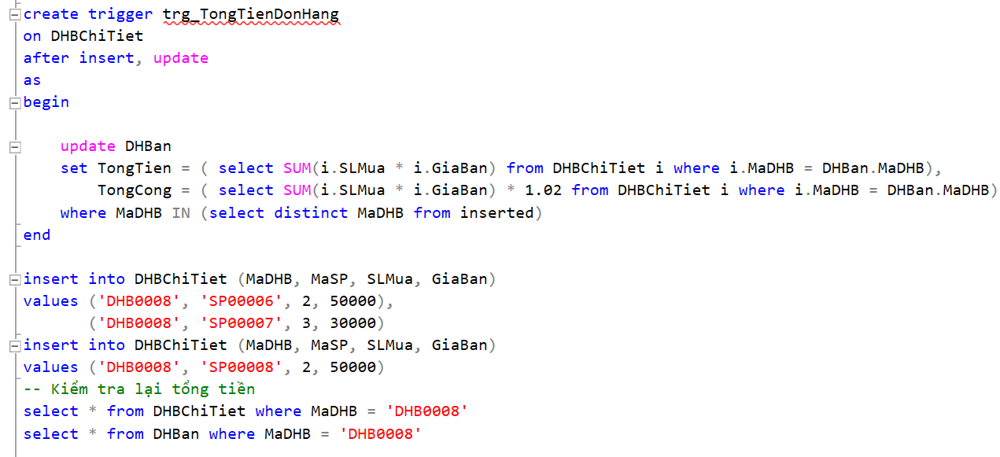 create trigger trg_TongTienDonHang
on DHBChiTiet
after insert, update
as
begin
update DHBan
set TongTien = ( select SUM(i.SLMua * i.GiaBan) from DHBChiTiet i where i.MaDHB = DHBan.MaDHB),
TongCong = ( select SUM(i.SLMua * i.GiaBan) * 1.02 from DHBChiTiet i where i.MaDHB = DHBan.MaDHB)
where MaDHB IN (select distinct MaDHB from inserted)
end
insert into DHBChiTiet (MaDHB, MaSP, SLMua, GiaBan)
values ('DHB0008', 'SP00006', 2, 50000),
('DHB0008', 'SP00007', 3, 30000)
insert into DHBChiTiet (MaDHB, MaSP, SLMua, GiaBan)
values ('DHB0008', 'SP00008', 2, 50000)
-- Kiểm tra lại tổng tiền
select * from DHBChiTiet where MaDHB = 'DHB0008'
select * from DHBan where MaDHB = 'DHB0008'